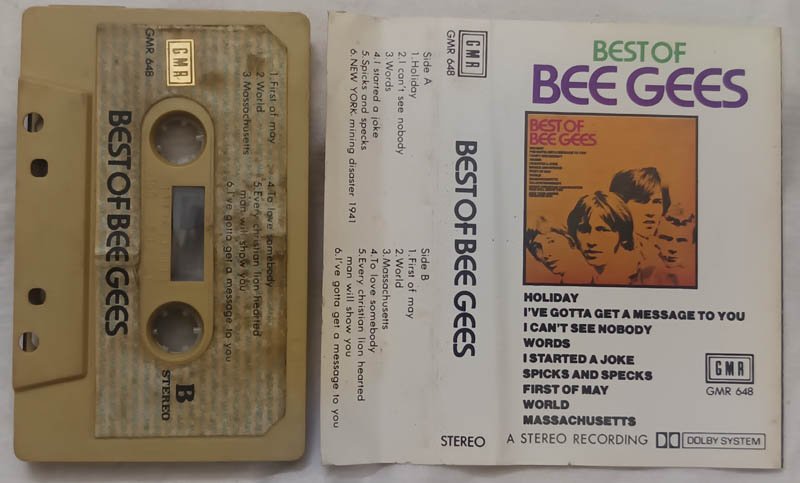 GMR
GMR 648
1. First of may
2. World
3. Massachusetts
4. To love somebody
5. Every christian lion hearted
man will show you
6. I've gotta get a message to you
BEST OF BEE GEES
B
STEREO
GMR
GMR 648
Side A
1. Holiday
2. I can't see nobody
3. Words
4. I started a joke
5. Spicks and specks
6. NEW YORK mining disaster 1941
Side B
1. First of may
2. World
3. Massachusetts
4. To love somebody
5. Every christian lion hearted
man will show you
6. I've gotta get a message to you
BEST OF BEE GEES
STEREO
BEST OF
BEE GEES
BEST OF
BEE GEES
HOLIDAY
I'VE GOTTA GET A MESSAGE TO YOU
I CAN'T SEE NOBODY
WORDS
I STARTED A JOKE
SPICKS AND SPECKS
FIRST OF MAY
WORLD
MASSACHUSETTS
GMR
GMR 648
A STEREO RECORDING DOLBY SYSTEM